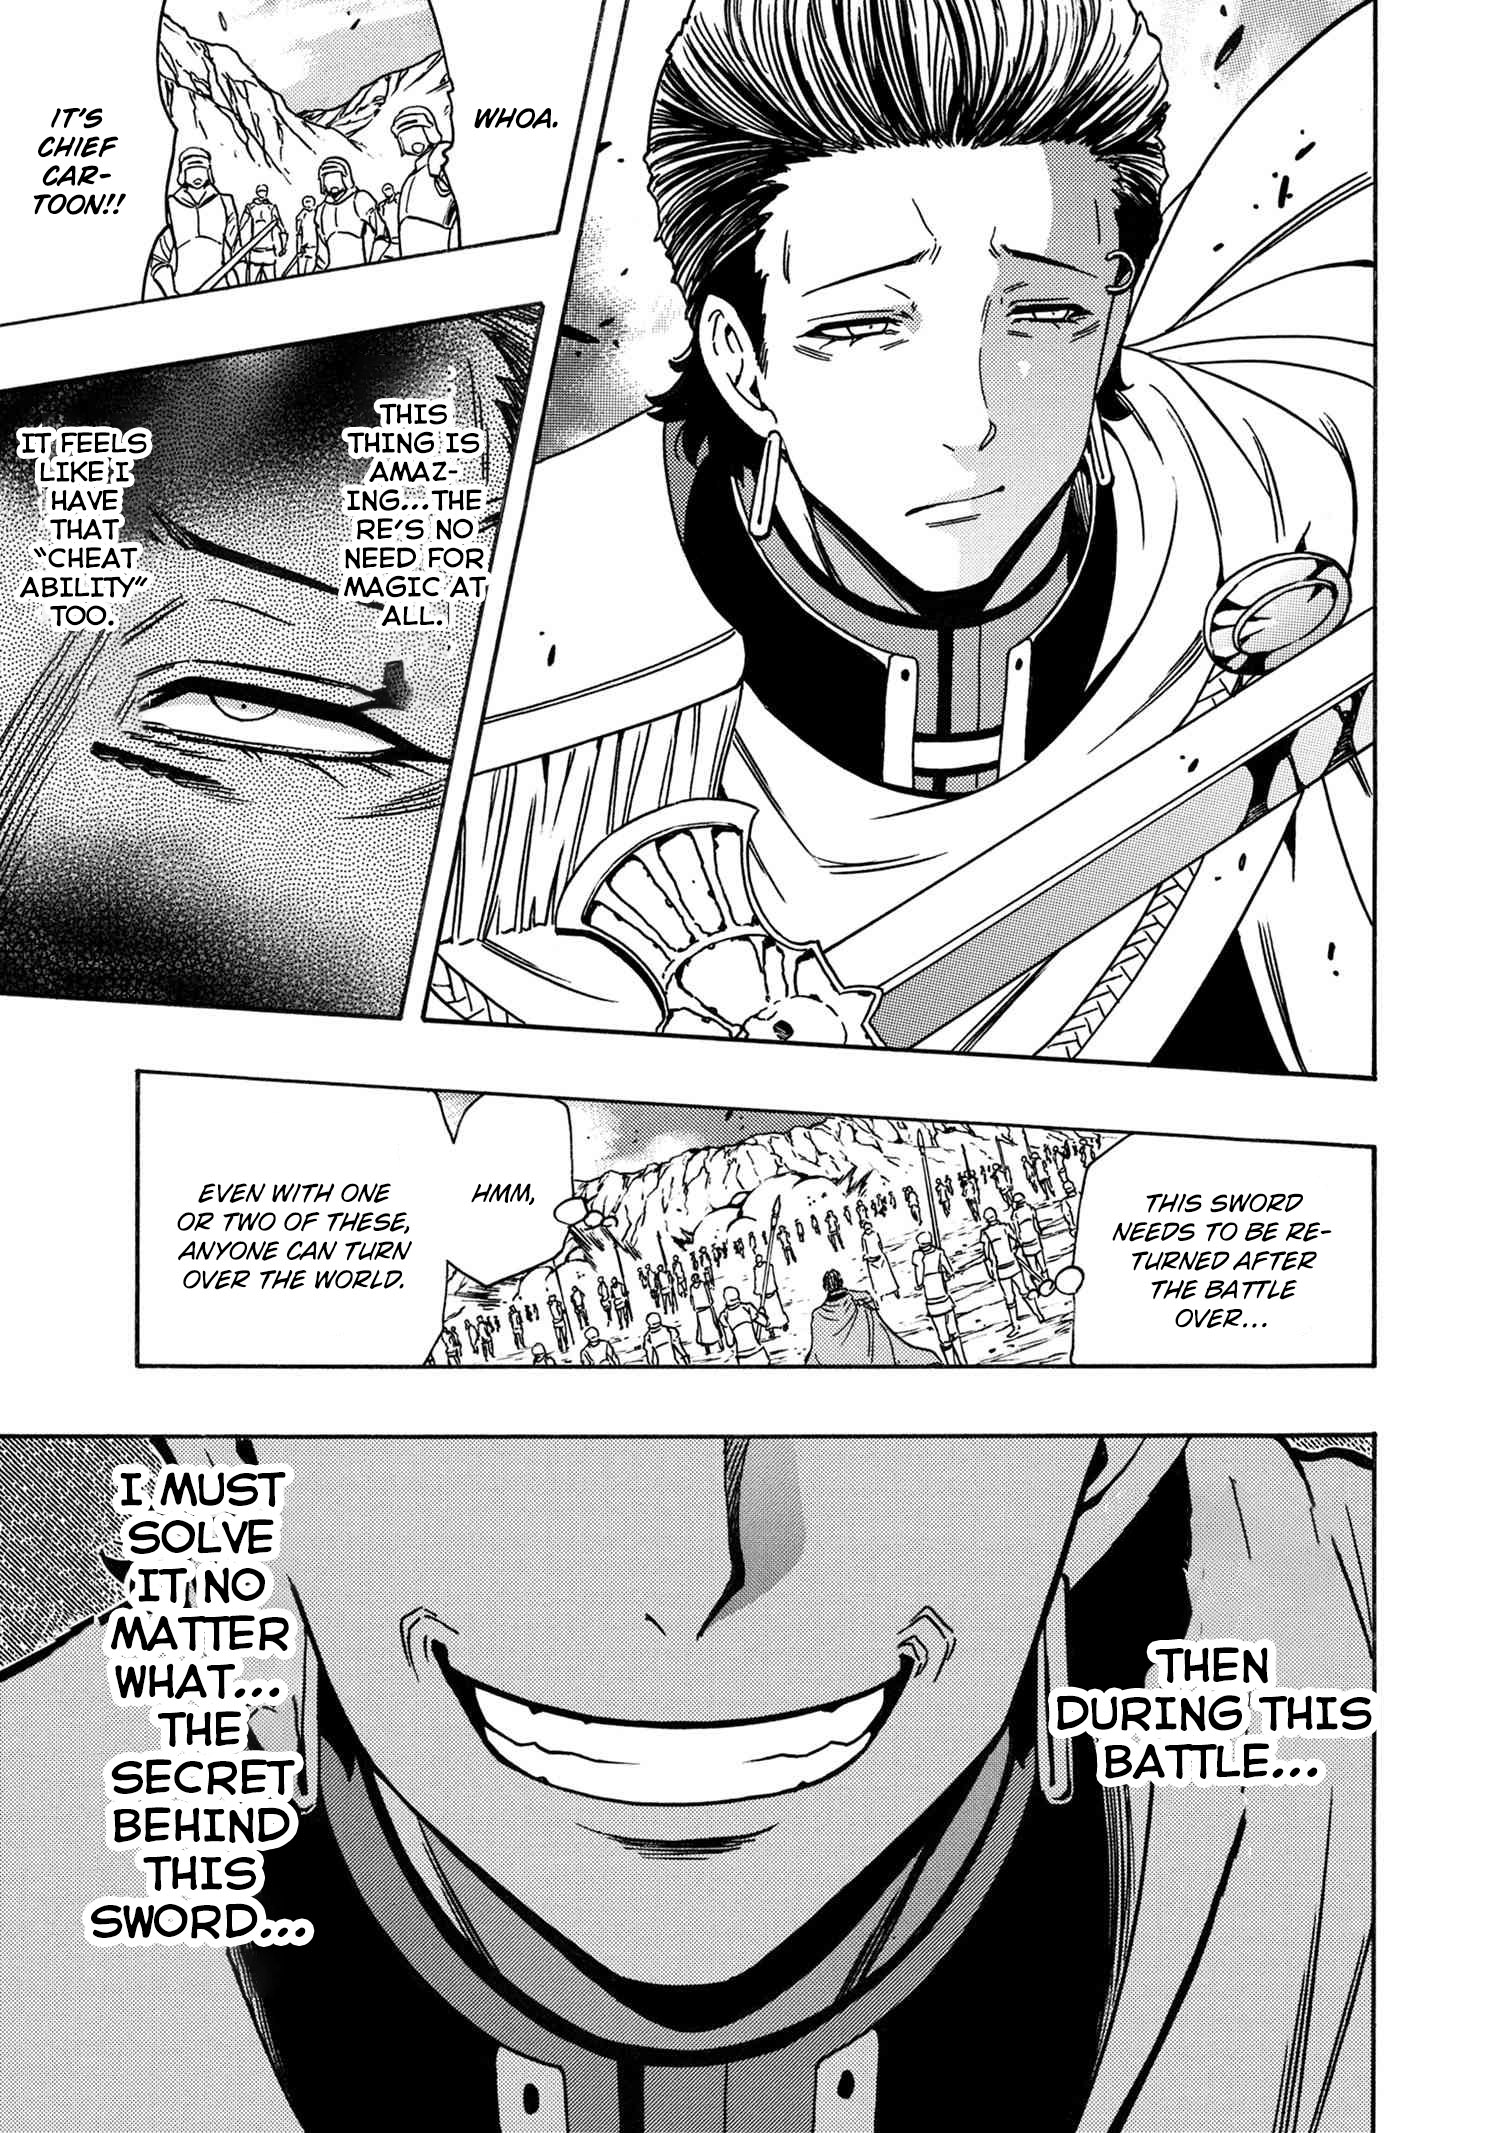 WHOA.
IT'S
CHIEF
CAR-
TOON!!
THIS
THING IS
AMAZ-
ING...THE
RE'S NO
NEED FOR
MAGIC AT
ALL.
IT FEELS
LIKE I
HAVE
THAT
"CHEAT
ABILITY"
TOO.
THIS SWORD
NEEDS TO BE RE-
TURNED AFTER
THE BATTLE
OVER...
HMM,
EVEN WITH ONE
OR TWO OF THESE,
ANYONE CAN TURN
OVER THE WORLD.
THEN
DURING THIS
BATTLE...
I MUST
SOLVE
IT NO
MATTER
WHAT...
THE
SECRET
BEHIND
THIS
SWORD...